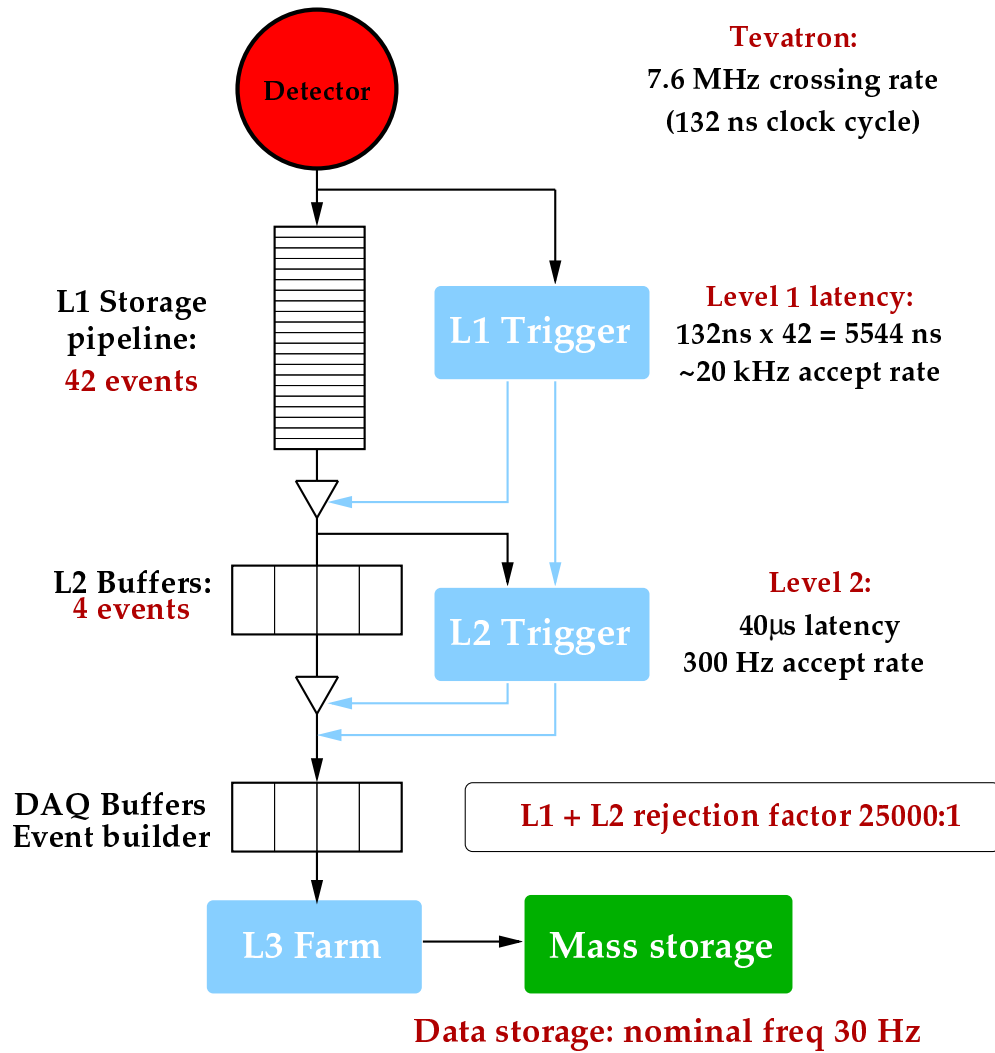 Detector
Tevatron:
7.6 MHz crossing rate
(132 ns clock cycle)
L1 Storage
pipeline:
42 events
L1 Trigger
Level 1 latency:
132ns x 42 = 5544 ns
~20 kHz accept rate
L2 Buffers:
4 events
L2 Trigger
Level 2:
40μs latency
300 Hz accept rate
DAQ Buffers
Event builder
L1 + L2 rejection factor 25000:1
L3 Farm
Mass storage
Data storage: nominal freq 30 Hz